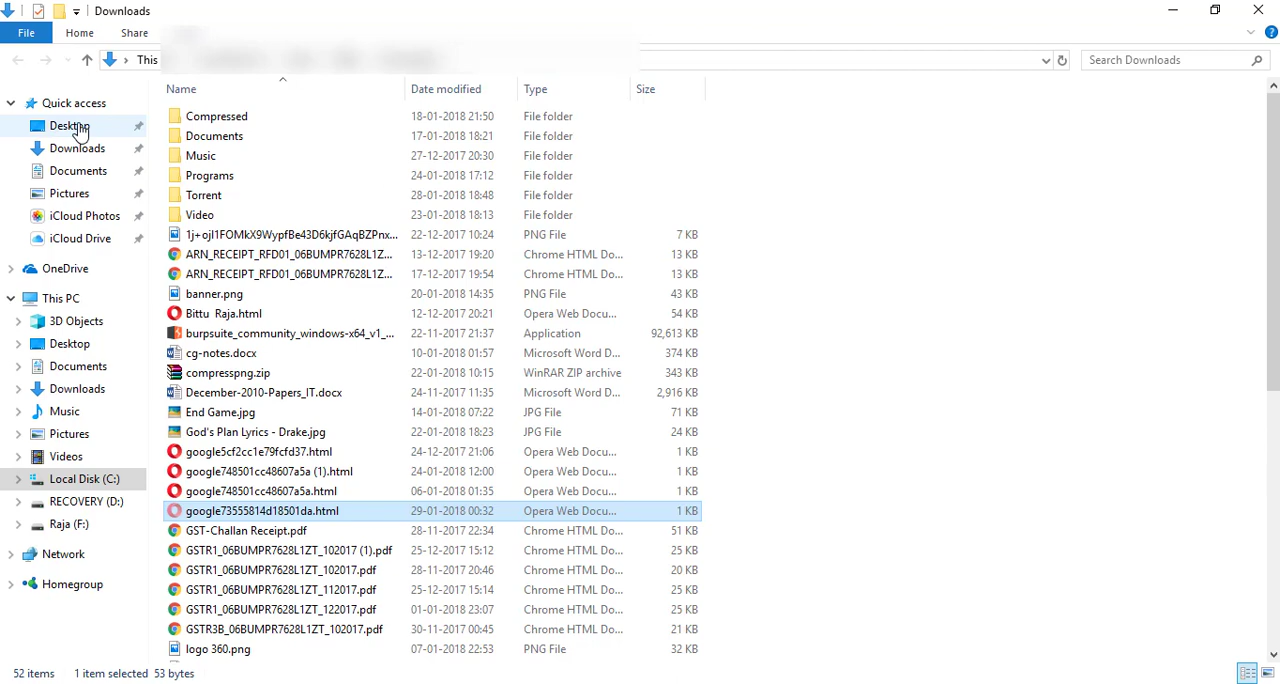 Downloads
File Home Share
This
Search Downloads
Name Date modified Type Size
Quick access
Desktop
Downloads
Documents
Pictures
iCloud Photos
iCloud Drive
OneDrive
This PC
3D Objects
Desktop
Documents
Downloads
Music
Pictures
Videos
Local Disk (C:)
RECOVERY (D:)
Raja (F:)
Network
Homegroup
Compressed 18-01-2018 21:50 File folder
Documents 17-01-2018 18:21 File folder
Music 27-12-2017 20:30 File folder
Programs 24-01-2018 17:12 File folder
Torrent 28-01-2018 18:48 File folder
Video 23-01-2018 18:13 File folder
1j+ojI1FOMkX9WypfBe43D6kjfGAqBZPnx... 22-12-2017 10:24 PNG File 7 KB
ARN_RECEIPT_RFD01_06BUMPR7628L1Z... 13-12-2017 19:20 Chrome HTML Do... 13 KB
ARN_RECEIPT_RFD01_06BUMPR7628L1Z... 17-12-2017 19:54 Chrome HTML Do... 13 KB
banner.png 20-01-2018 14:35 PNG File 43 KB
Bittu Raja.html 12-12-2017 20:21 Opera Web Docu... 54 KB
burpsuite_community_windows-x64_v1_... 22-11-2017 21:37 Application 92,613 KB
cg-notes.docx 10-01-2018 01:57 Microsoft Word D... 374 KB
compresspng.zip 22-01-2018 10:15 WinRAR ZIP archive 343 KB
December-2010-Papers_IT.docx 24-11-2017 11:35 Microsoft Word D... 2,916 KB
End Game.jpg 14-01-2018 07:22 JPG File 71 KB
God's Plan Lyrics - Drake.jpg 22-01-2018 18:23 JPG File 24 KB
google5cf2cc1e79fcfd37.html 24-12-2017 21:06 Opera Web Docu... 1 KB
google748501cc48607a5a (1).html 24-01-2018 12:00 Opera Web Docu... 1 KB
google748501cc48607a5a.html 06-01-2018 01:35 Opera Web Docu... 1 KB
google73555814d18501da.html 29-01-2018 00:32 Opera Web Docu... 1 KB
GST-Challan Receipt.pdf 28-11-2017 22:34 Chrome HTML Do... 51 KB
GSTR1_06BUMPR7628L1ZT_102017 (1).pdf 25-12-2017 15:12 Chrome HTML Do... 25 KB
GSTR1_06BUMPR7628L1ZT_102017.pdf 28-11-2017 20:46 Chrome HTML Do... 20 KB
GSTR1_06BUMPR7628L1ZT_112017.pdf 25-12-2017 15:14 Chrome HTML Do... 25 KB
GSTR1_06BUMPR7628L1ZT_122017.pdf 01-01-2018 23:07 Chrome HTML Do... 25 KB
GSTR3B_06BUMPR7628L1ZT_102017.pdf 30-11-2017 00:45 Chrome HTML Do... 21 KB
logo 360.png 07-01-2018 22:53 PNG File 32 KB
52 items 1 item selected 53 bytes